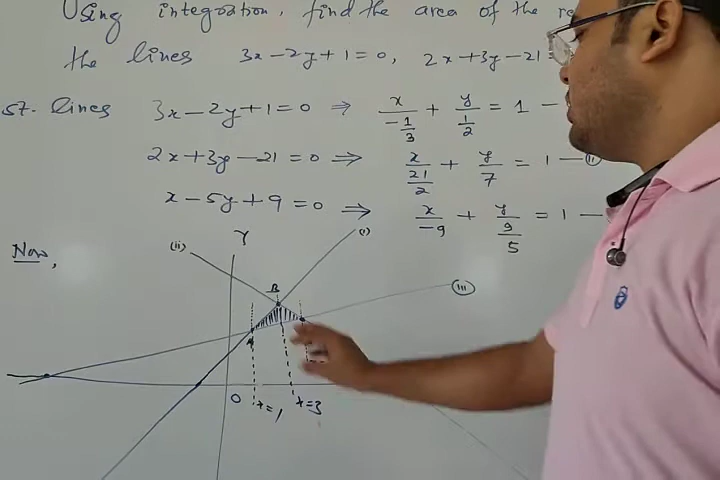 Using integration, find the area of the re
the lines 3x-2y+1=0, 2x+3y-21
st. lines 3x-2y+1=0 ⇒ x/(-1/3) + y/(1/2) = 1 —
2x+3y-21=0 ⇒ x/(21/2) + y/7 = 1 — (ii)
x-5y+9=0 ⇒ x/(-9) + y/(9/5) = 1 —
Now,
(ii) Y (i)
B
(iii)
O x=1 x=3